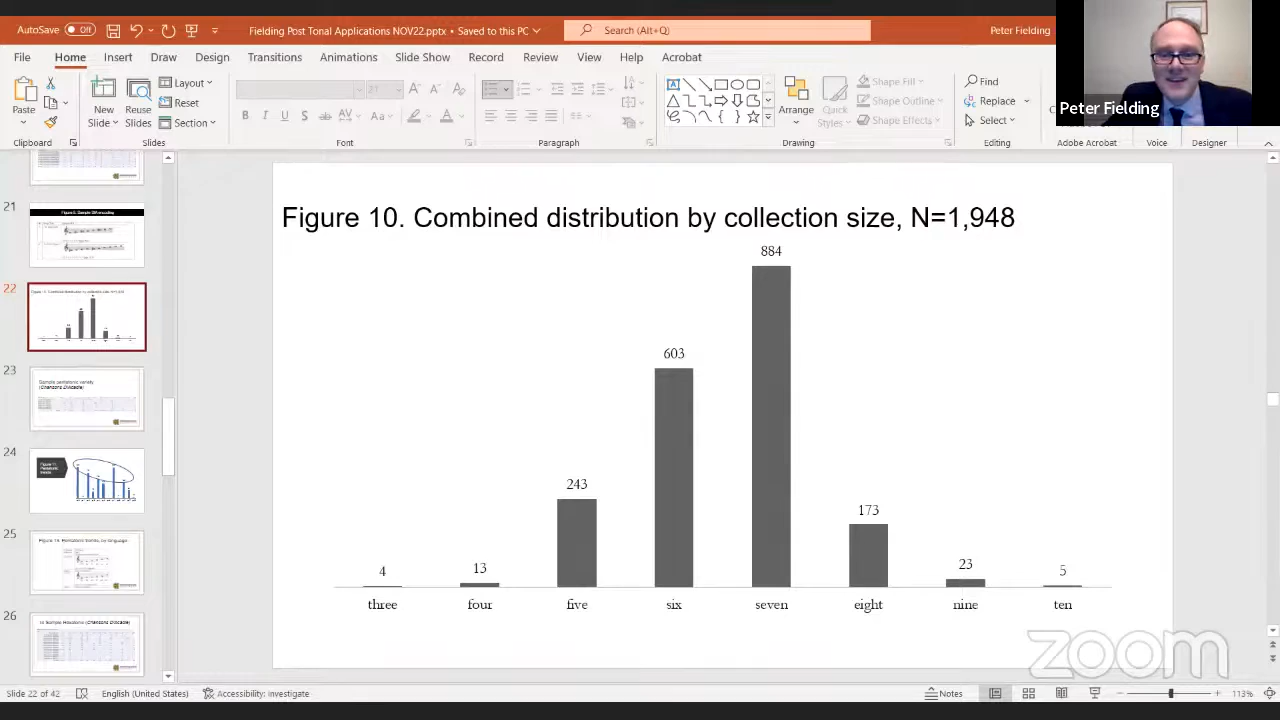 AutoSave Off Fielding Post Tonal Applications NOV22.pptx • Saved to this PC Search (Alt+Q) Peter Fielding
File Home Insert Draw Design Transitions Animations Slide Show Record Review View Help Acrobat
Paste New Slide Reuse Slides Layout Reset Section
Arrange Quick Styles Shape Fill Shape Outline Shape Effects
Find Replace Select
Peter Fielding
Clipboard Slides Font Paragraph Drawing Editing Adobe Acrobat Voice Designer
21
22
23
Sample pentatonic variety
(Chansons D'Acadie)
24
25
26
Figure 10. Combined distribution by collection size, N=1,948
884
603
243
173
4
13
23
5
three four five six seven eight nine ten
zoom
Slide 22 of 42 English (United States) Accessibility: Investigate Notes 113%